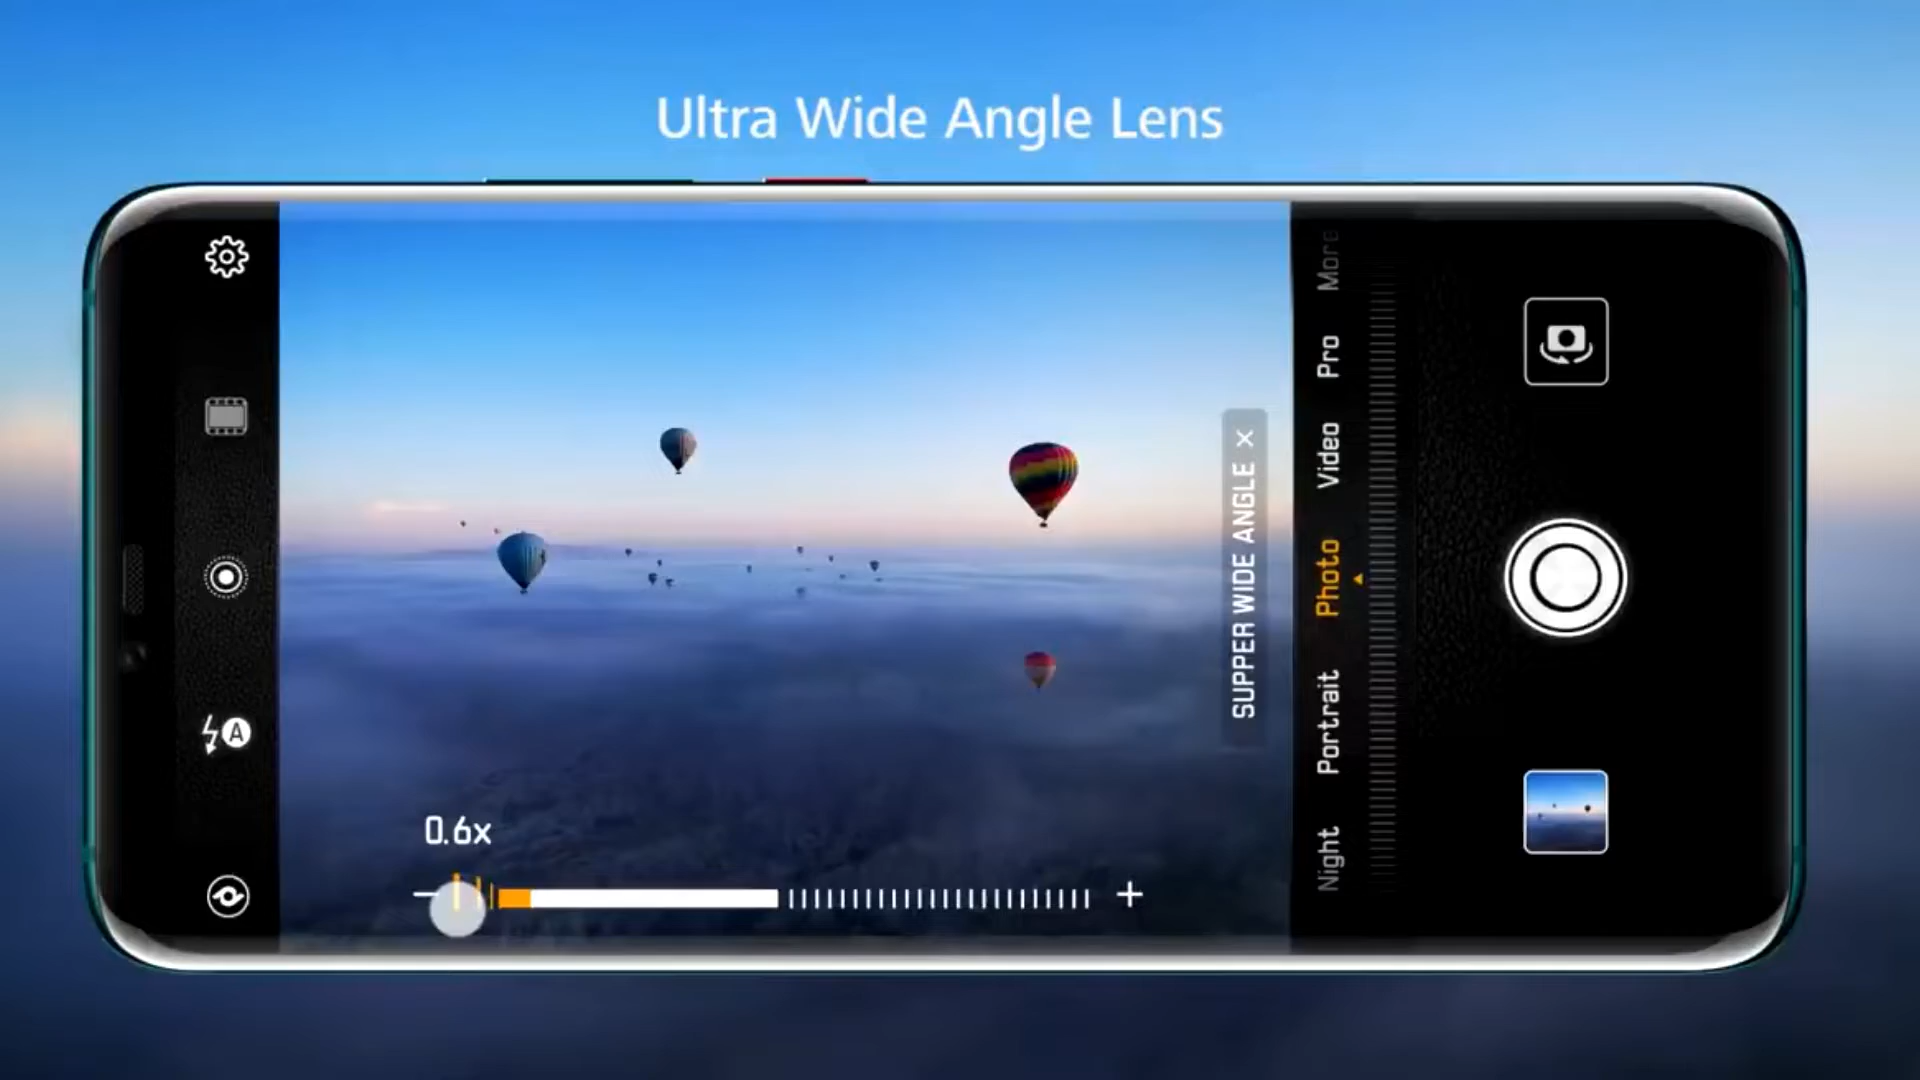 Ultra Wide Angle Lens
SUPPER WIDE ANGLE X
More
Pro
Video
Photo
Portrait
Night
A
0.6x